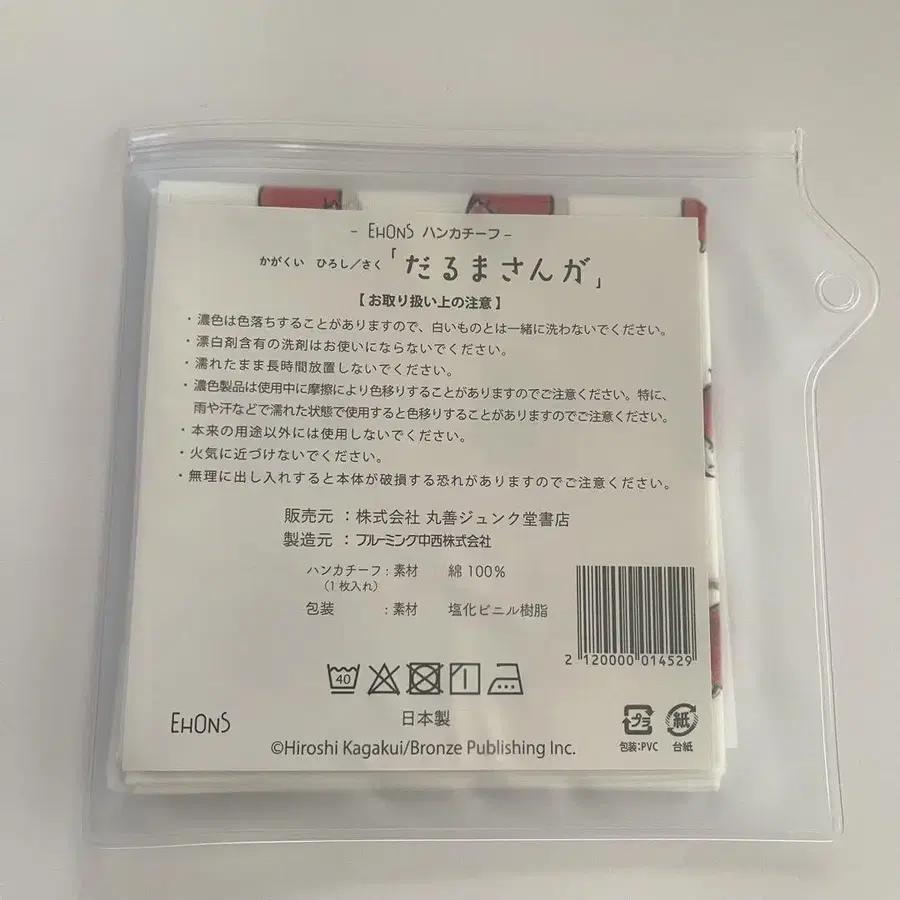 - EHONS ハンカチーフ -
かがくい ひろし/さく「だるまさんが」
【お取り扱い上の注意】
・濃色は色落ちすることがありますので、白いものとは一緒に洗わないでください。
・漂白剤含有の洗剤はお使いにならないでください。
・濡れたまま長時間放置しないでください。
・濃色製品は使用中に摩擦により色移りすることがありますのでご注意ください。特に、
雨や汗などで濡れた状態で使用すると色移りすることがありますのでご注意ください。
・本来の用途以外には使用しないでください。
・火気に近づけないでください。
・無理に出し入れすると本体が破損する恐れがありますのでご注意ください。
販売元 : 株式会社 丸善ジュンク堂書店
製造元 : ブルーミング中西株式会社
ハンカチーフ : 素材 綿 100%
(1枚入れ)
包装 : 素材 塩化ビニル樹脂
2 120000 014529
40
日本製
プラ
紙
包装:PVC
台紙
EHONS
©Hiroshi Kagakui/Bronze Publishing Inc.